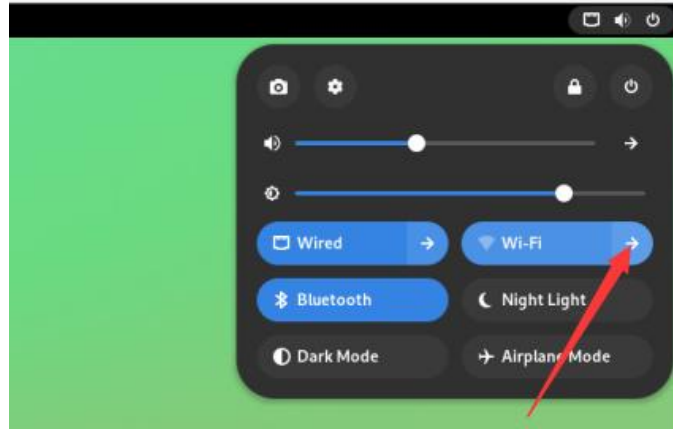 Wired
Wi-Fi
Bluetooth
Night Light
Dark Mode
Airplane Mode